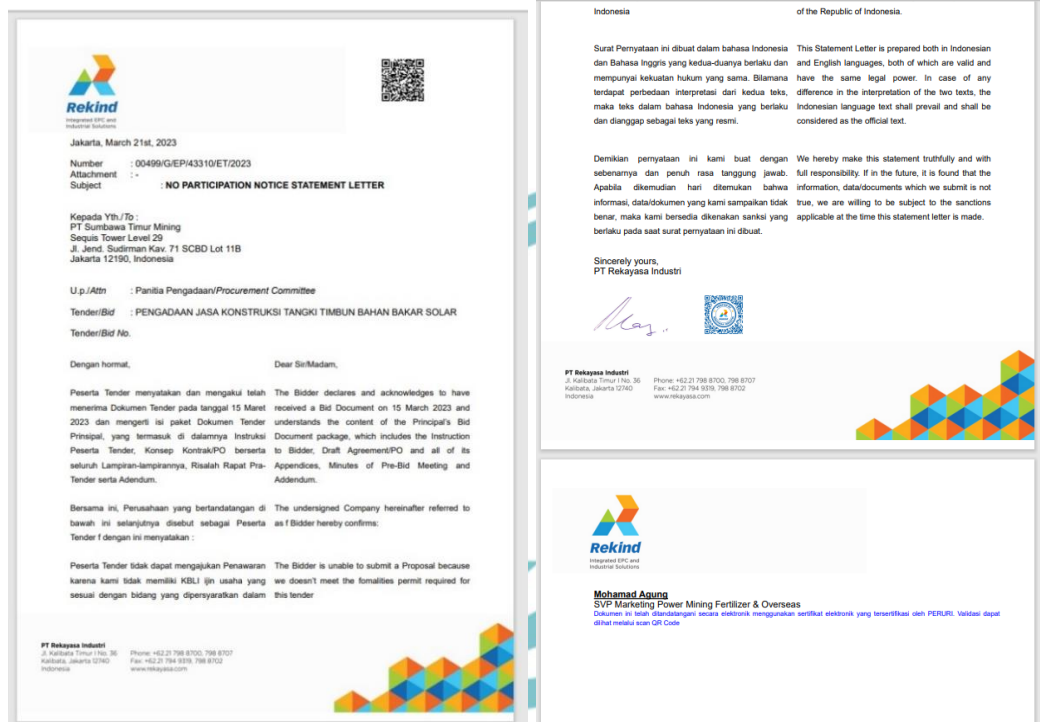 Rekind
Integrated EPC and
Industrial Solutions
Jakarta, March 21st, 2023
Number : 00499/G/EP/43310/ET/2023
Attachment : -
Subject : NO PARTICIPATION NOTICE STATEMENT LETTER
Kepada Yth./To :
PT Sumbawa Timur Mining
Sequis Tower Level 29
Jl. Jend. Sudirman Kav. 71 SCBD Lot 11B
Jakarta 12190, Indonesia
U.p./Attn : Panitia Pengadaan/Procurement Committee
Tender/Bid : PENGADAAN JASA KONSTRUKSI TANGKI TIMBUN BAHAN BAKAR SOLAR
Tender/Bid No.
Dengan hormat,
Peserta Tender menyatakan dan mengakui telah
menerima Dokumen Tender pada tanggal 15 Maret
2023 dan mengerti isi paket Dokumen Tender
Prinsipal, yang termasuk di dalamnya Instruksi
Peserta Tender, Konsep Kontrak/PO berserta
seluruh Lampiran-lampirannya, Risalah Rapat Pra-
Tender serta Adendum.
Bersama ini, Perusahaan yang bertandatangan di
bawah ini selanjutnya disebut sebagai Peserta
Tender f dengan ini menyatakan :
Peserta Tender tidak dapat mengajukan Penawaran
karena kami tidak memiliki KBLI ijin usaha yang
sesuai dengan bidang yang dipersyaratkan dalam
Dear Sir/Madam,
The Bidder declares and acknowledges to have
received a Bid Document on 15 March 2023 and
understands the content of the Principal's Bid
Document package, which includes the Instruction
to Bidder, Draft Agreement/PO and all of its
Appendices, Minutes of Pre-Bid Meeting and
Addendum.
The undersigned Company hereinafter referred to
as f Bidder hereby confirms:
The Bidder is unable to submit a Proposal because
we doesn't meet the fomalities permit required for
this tender
PT Rekayasa Industri
Jl. Kalibata Timur I No. 36
Kalibata, Jakarta 12740
Indonesia
Phone: +62.21 798 8700, 798 8707
Fax: +62.21 794 9319, 798 8702
www.rekayasa.com
Indonesia
Surat Pernyataan ini dibuat dalam bahasa Indonesia
dan Bahasa Inggris yang kedua-duanya berlaku dan
mempunyai kekuatan hukum yang sama. Bilamana
terdapat perbedaan interpretasi dari kedua teks,
maka teks dalam bahasa Indonesia yang berlaku
dan dianggap sebagai teks yang resmi.
Demikian pernyataan ini kami buat dengan
sebenarnya dan penuh rasa tanggung jawab.
Apabila dikemudian hari ditemukan bahwa
informasi, data/dokumen yang kami sampaikan tidak
benar, maka kami bersedia dikenakan sanksi yang
berlaku pada saat surat pernyataan ini dibuat.
of the Republic of Indonesia.
This Statement Letter is prepared both in Indonesian
and English languages, both of which are valid and
have the same legal power. In case of any
difference in the interpretation of the two texts, the
Indonesian language text shall prevail and shall be
considered as the official text.
We hereby make this statement truthfully and with
full responsibility. If in the future, it is found that the
information, data/documents which we submit is not
true, we are willing to be subject to the sanctions
applicable at the time this statement letter is made.
Sincerely yours,
PT Rekayasa Industri
PT Rekayasa Industri
Jl. Kalibata Timur I No. 36
Kalibata, Jakarta 12740
Indonesia
Phone: +62.21 798 8700, 798 8707
Fax: +62.21 794 9319, 798 8702
www.rekayasa.com
Rekind
Integrated EPC and
Industrial Solutions
Mohamad Agung
SVP Marketing Power Mining Fertilizer & Overseas
Dokumen ini telah ditandatangani secara elektronik menggunakan sertifikat elektronik yang tersertifikasi oleh PERURI. Validasi dapat
dilihat melalui scan QR Code